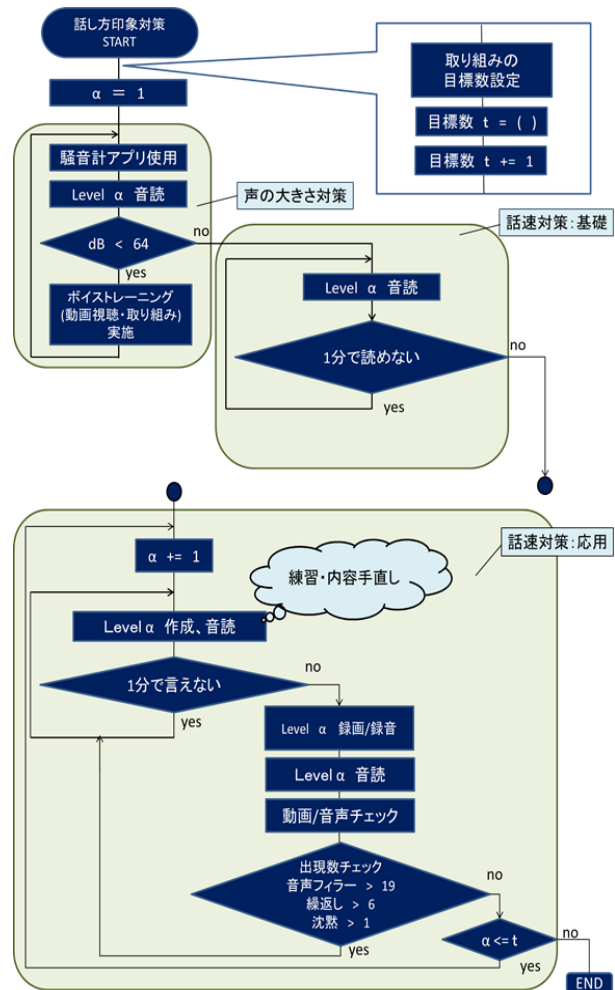 話し方印象対策
START
取り組みの
目標数設定
目標数 t = ( )
目標数 t += 1
α = 1
騒音計アプリ使用
Level α 音読
声の大きさ対策
dB < 64
no
yes
ボイストレーニング
(動画視聴・取り組み)
実施
話速対策:基礎
Level α 音読
1分で読めない
no
yes
話速対策:応用
α += 1
練習・内容手直し
Level α 作成、音読
1分で言えない
no
yes
Level α 録画/録音
Level α 音読
動画/音声チェック
出現数チェック
音声フィラー > 19
繰返し > 6
沈黙 > 1
no
yes
α <= t
no
yes
END